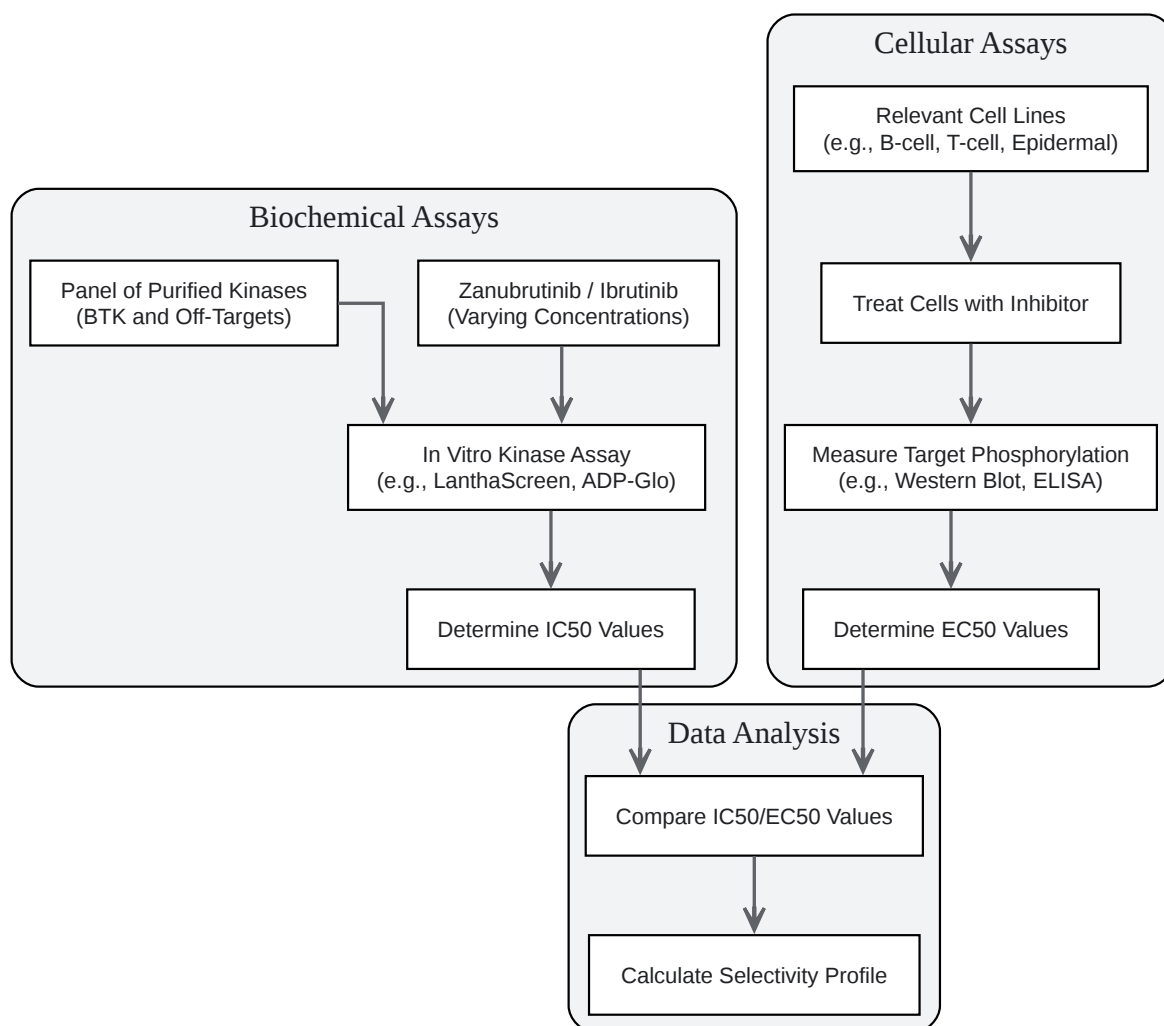 Cellular Assays
Relevant Cell Lines
(e.g., B-cell, T-cell, Epidermal)
Biochemical Assays
Panel of Purified Kinases
(BTK and Off-Targets)
Zanubrutinib / Ibrutinib
(Varying Concentrations)
Treat Cells with Inhibitor
In Vitro Kinase Assay
(e.g., LanthaScreen, ADP-Glo)
Measure Target Phosphorylation
(e.g., Western Blot, ELISA)
Determine IC50 Values
Determine EC50 Values
Data Analysis
Compare IC50/EC50 Values
Calculate Selectivity Profile